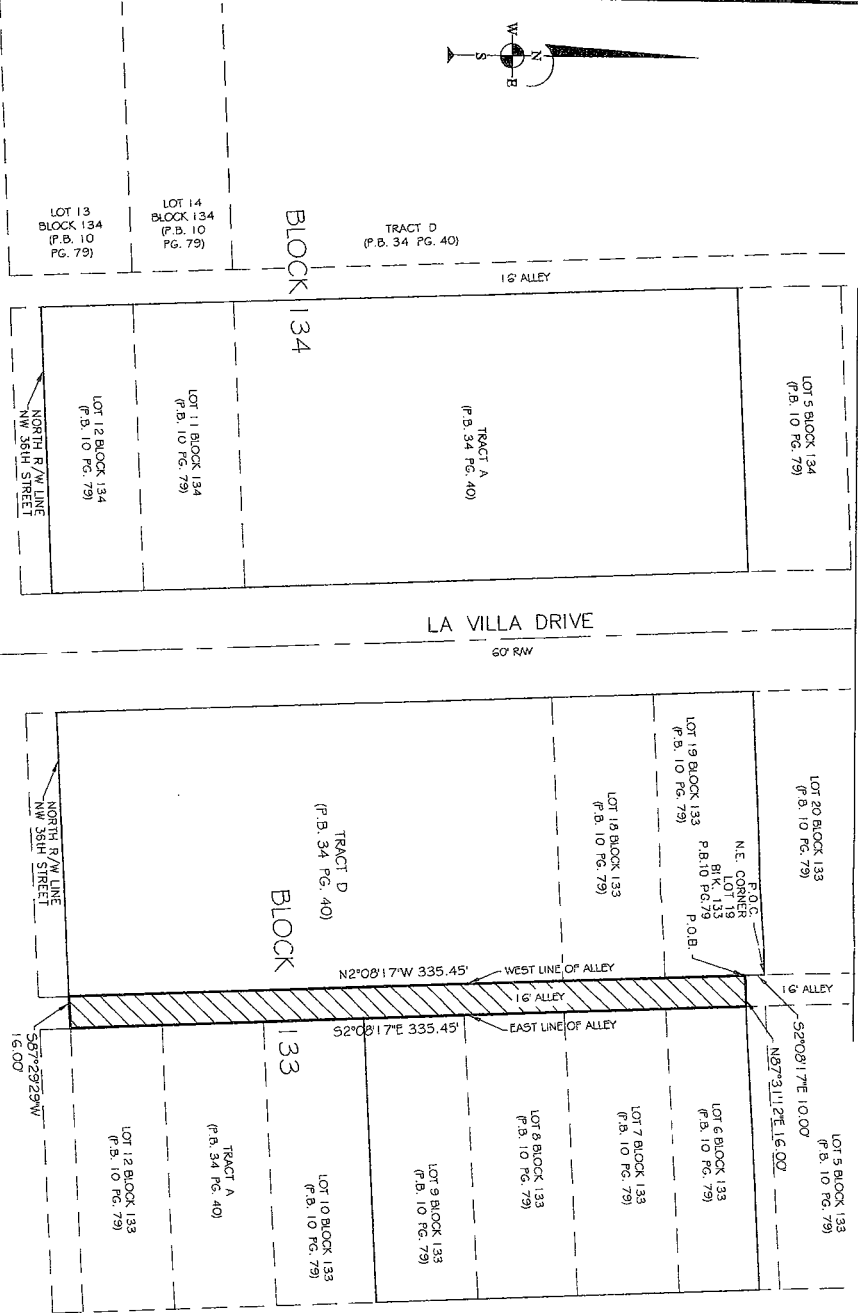 W
N
S
E
LOT 13
BLOCK 134
(P.B. 10
PG. 79)
LOT 14
BLOCK 134
(P.B. 10
PG. 79)
BLOCK 134
TRACT D
(P.B. 34 PG. 40)
16' ALLEY
NORTH R/W LINE
NW 36TH STREET
LOT 12 BLOCK 134
(P.B. 10 PG. 79)
LOT 11 BLOCK 134
(P.B. 10 PG. 79)
TRACT A
(P.B. 34 PG. 40)
LOT 5 BLOCK 134
(P.B. 10 PG. 79)
LA VILLA DRIVE
60' R/W
NORTH R/W LINE
NW 36TH STREET
TRACT D
(P.B. 34 PG. 40)
LOT 18 BLOCK 133
(P.B. 10 PG. 79)
LOT 19 BLOCK 133
(P.B. 10 PG. 79)
P.O.C.
N.E. CORNER
LOT 19
BLK. 133
P.B.10 PG.79
P.O.B.
LOT 20 BLOCK 133
(P.B. 10 PG. 79)
BLOCK 133
N2°08'17"W 335.45'
WEST LINE OF ALLEY
16' ALLEY
16' ALLEY
S2°08'17"E 335.45'
EAST LINE OF ALLEY
S87°29'29"W
16.00'
S2°08'17"E 10.00'
N87°31'12"E 16.00'
LOT 12 BLOCK 133
(P.B. 10 PG. 79)
TRACT A
(P.B. 34 PG. 40)
LOT 10 BLOCK 133
(P.B. 10 PG. 79)
LOT 9 BLOCK 133
(P.B. 10 PG. 79)
LOT 8 BLOCK 133
(P.B. 10 PG. 79)
LOT 7 BLOCK 133
(P.B. 10 PG. 79)
LOT 6 BLOCK 133
(P.B. 10 PG. 79)
LOT 5 BLOCK 133
(P.B. 10 PG. 79)